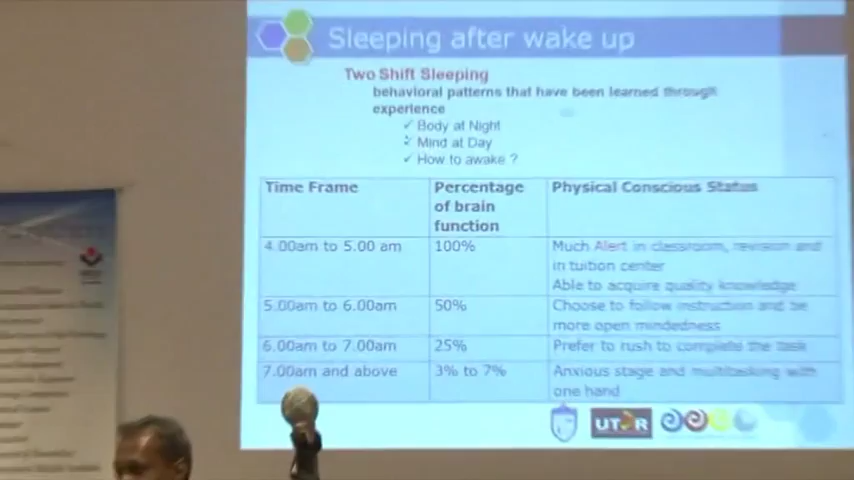 Sleeping after wake up
Two Shift Sleeping
behavioral patterns that have been learned through
experience
✓ Body at Night
✓ Mind at Day
✓ How to awake ?
Time Frame
Percentage
of brain
function
Physical Conscious Status
4.00am to 5.00 am
100%
Much Alert in classroom, revision and
in tuition center
Able to acquire quality knowledge
5.00am to 6.00am
50%
Choose to follow instruction and be
more open mindedness
6.00am to 7.00am
25%
Prefer to rush to complete the task
7.00am and above
3% to 7%
Anxious stage and multitasking with
one hand
UTAR